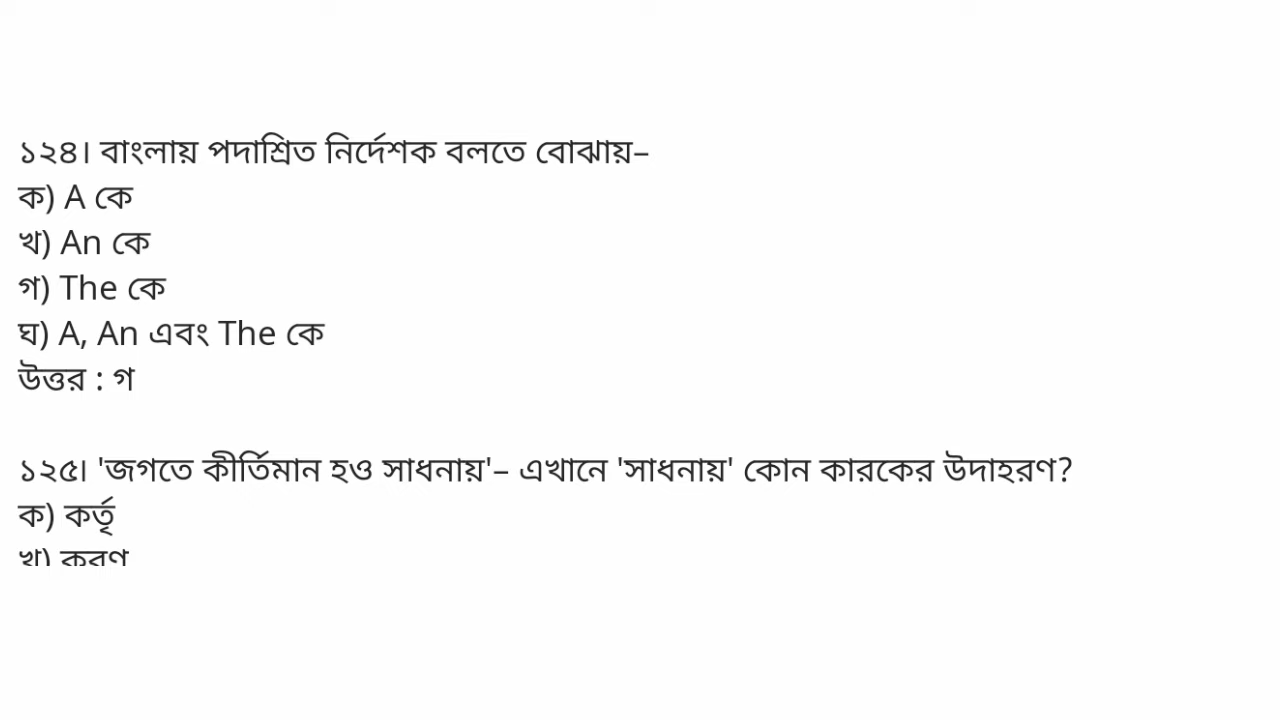 ১২৪। বাংলায় পদাশ্রিত নির্দেশক বলতে বোঝায়–
ক) A কে
খ) An কে
গ) The কে
ঘ) A, An এবং The কে
উত্তর : গ
১২৫। 'জগতে কীর্তিমান হও সাধনায়'– এখানে 'সাধনায়' কোন কারকের উদাহরণ?
ক) কর্তৃ
খ) করণ